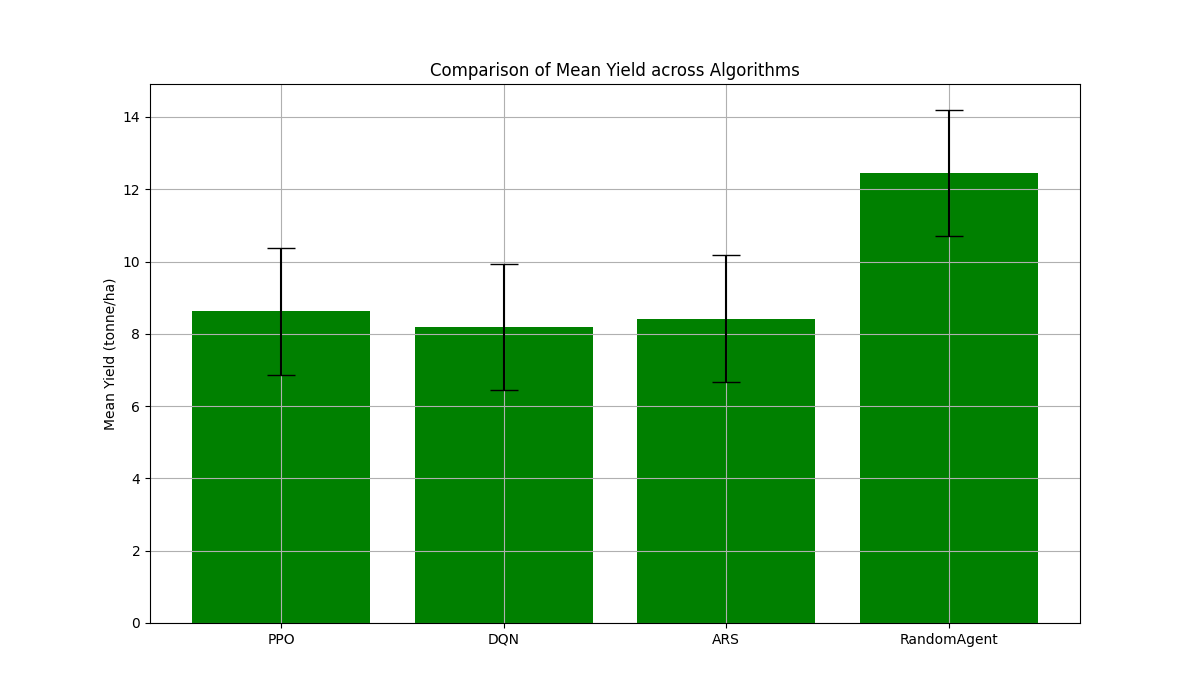 Comparison of Mean Yield across Algorithms
Mean Yield (tonne/ha)
14
12
10
8
6
4
2
0
PPO DQN ARS RandomAgent